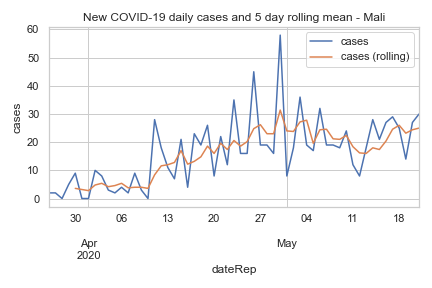 New COVID-19 daily cases and 5 day rolling mean - Mali
cases
cases (rolling)
60
50
40
30
20
10
0
cases
30 06 13 20 27 04 11 18
Apr May
2020
dateRep